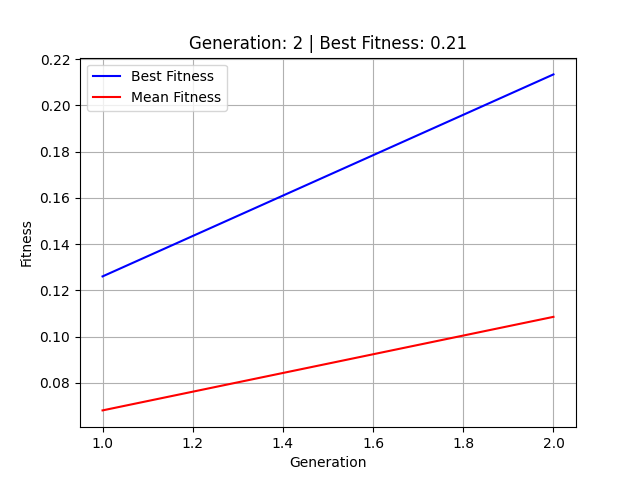 Generation: 2 | Best Fitness: 0.21
Best Fitness
Mean Fitness
Fitness
0.22
0.20
0.18
0.16
0.14
0.12
0.10
0.08
1.0 1.2 1.4 1.6 1.8 2.0
Generation